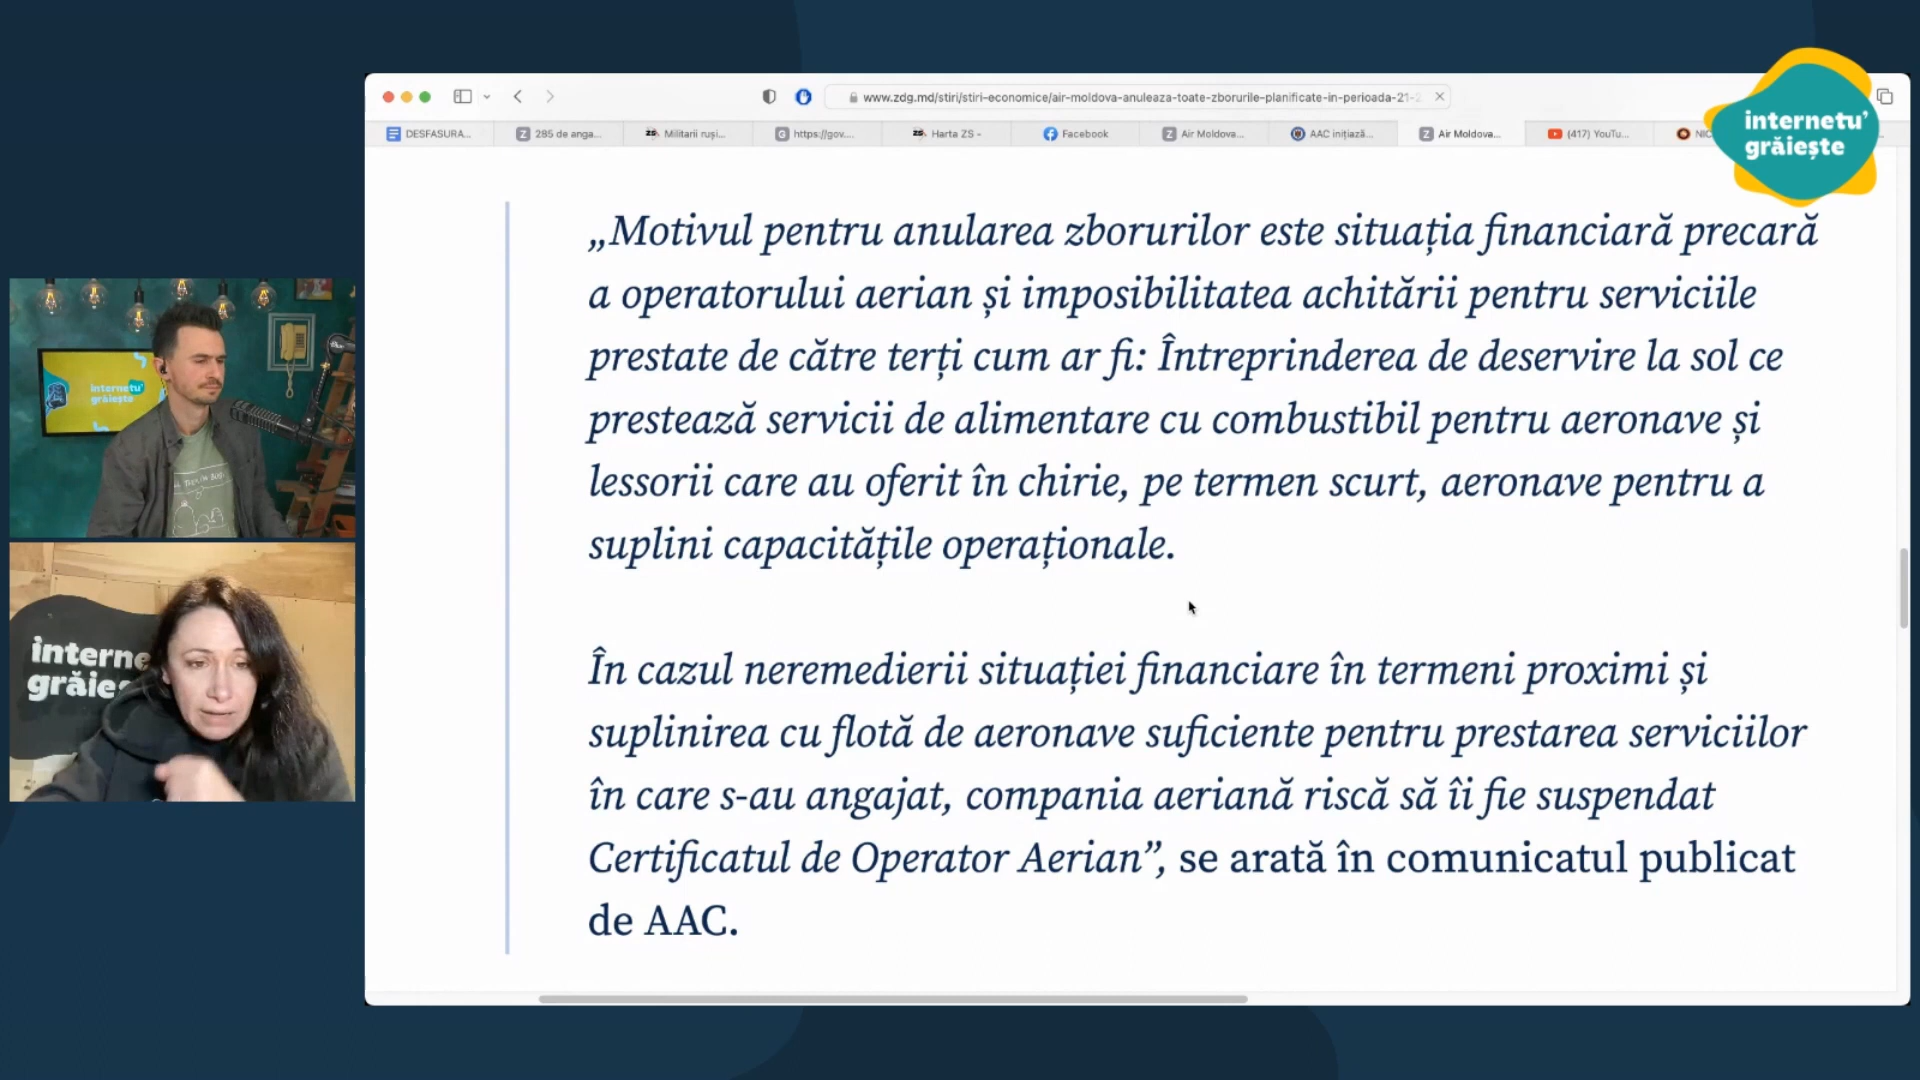 www.zdg.md/stiri/stiri-economice/air-moldova-anuleaza-toate-zborurile-planificate-in-perioada-21-2
DESFASURA...
285 de anga...
Militarii ruși...
https://gov....
Harta ZS -
Facebook
Air Moldova...
AAC inițiază...
Air Moldova...
(417) YouTu...
NIC
internetu'
grăiește
„Motivul pentru anularea zborurilor este situația financiară precară
a operatorului aerian și imposibilitatea achitării pentru serviciile
prestate de către terți cum ar fi: Întreprinderea de deservire la sol ce
prestează servicii de alimentare cu combustibil pentru aeronave și
lessorii care au oferit în chirie, pe termen scurt, aeronave pentru a
suplini capacitățile operaționale.
În cazul neremedierii situației financiare în termeni proximi și
suplinirea cu flotă de aeronave suficiente pentru prestarea serviciilor
în care s-au angajat, compania aeriană riscă să îi fie suspendat
Certificatul de Operator Aerian”, se arată în comunicatul publicat
de AAC.
internetu'
grăiește
interne
grăie